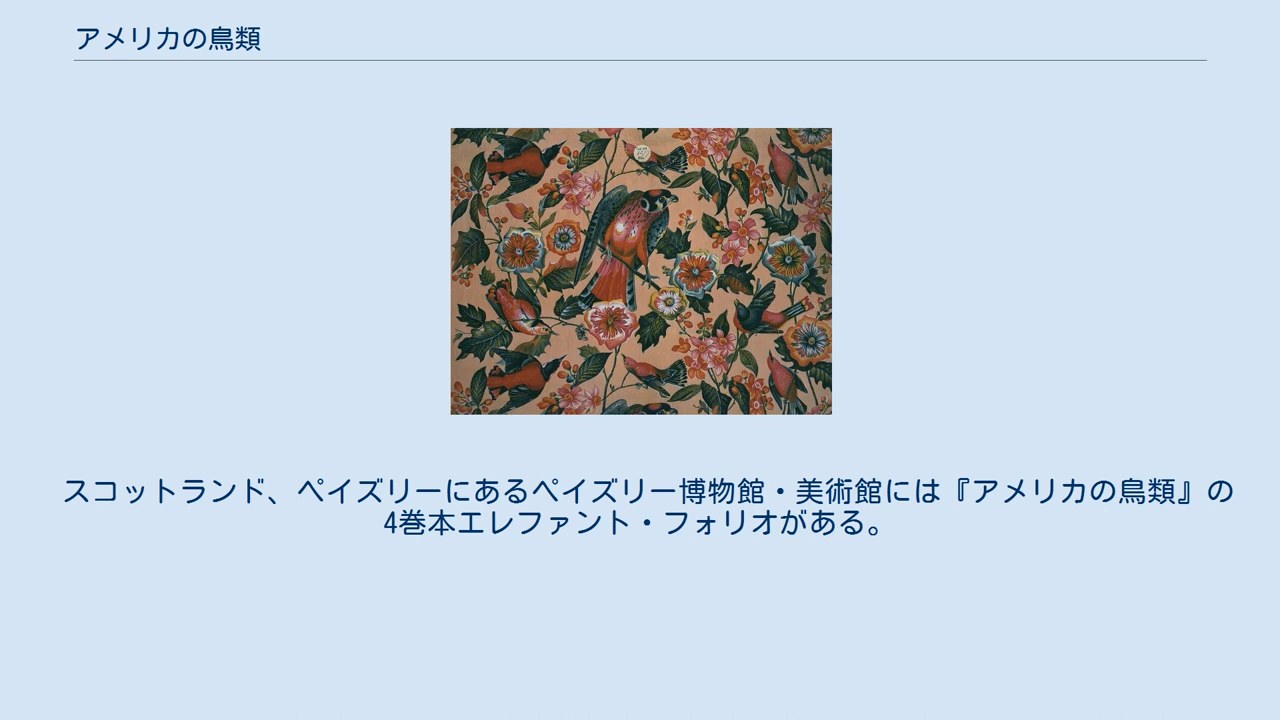 アメリカの鳥類
スコットランド、ペイズリーにあるペイズリー博物館・美術館には『アメリカの鳥類』の
4巻本エレファント・フォリオがある。